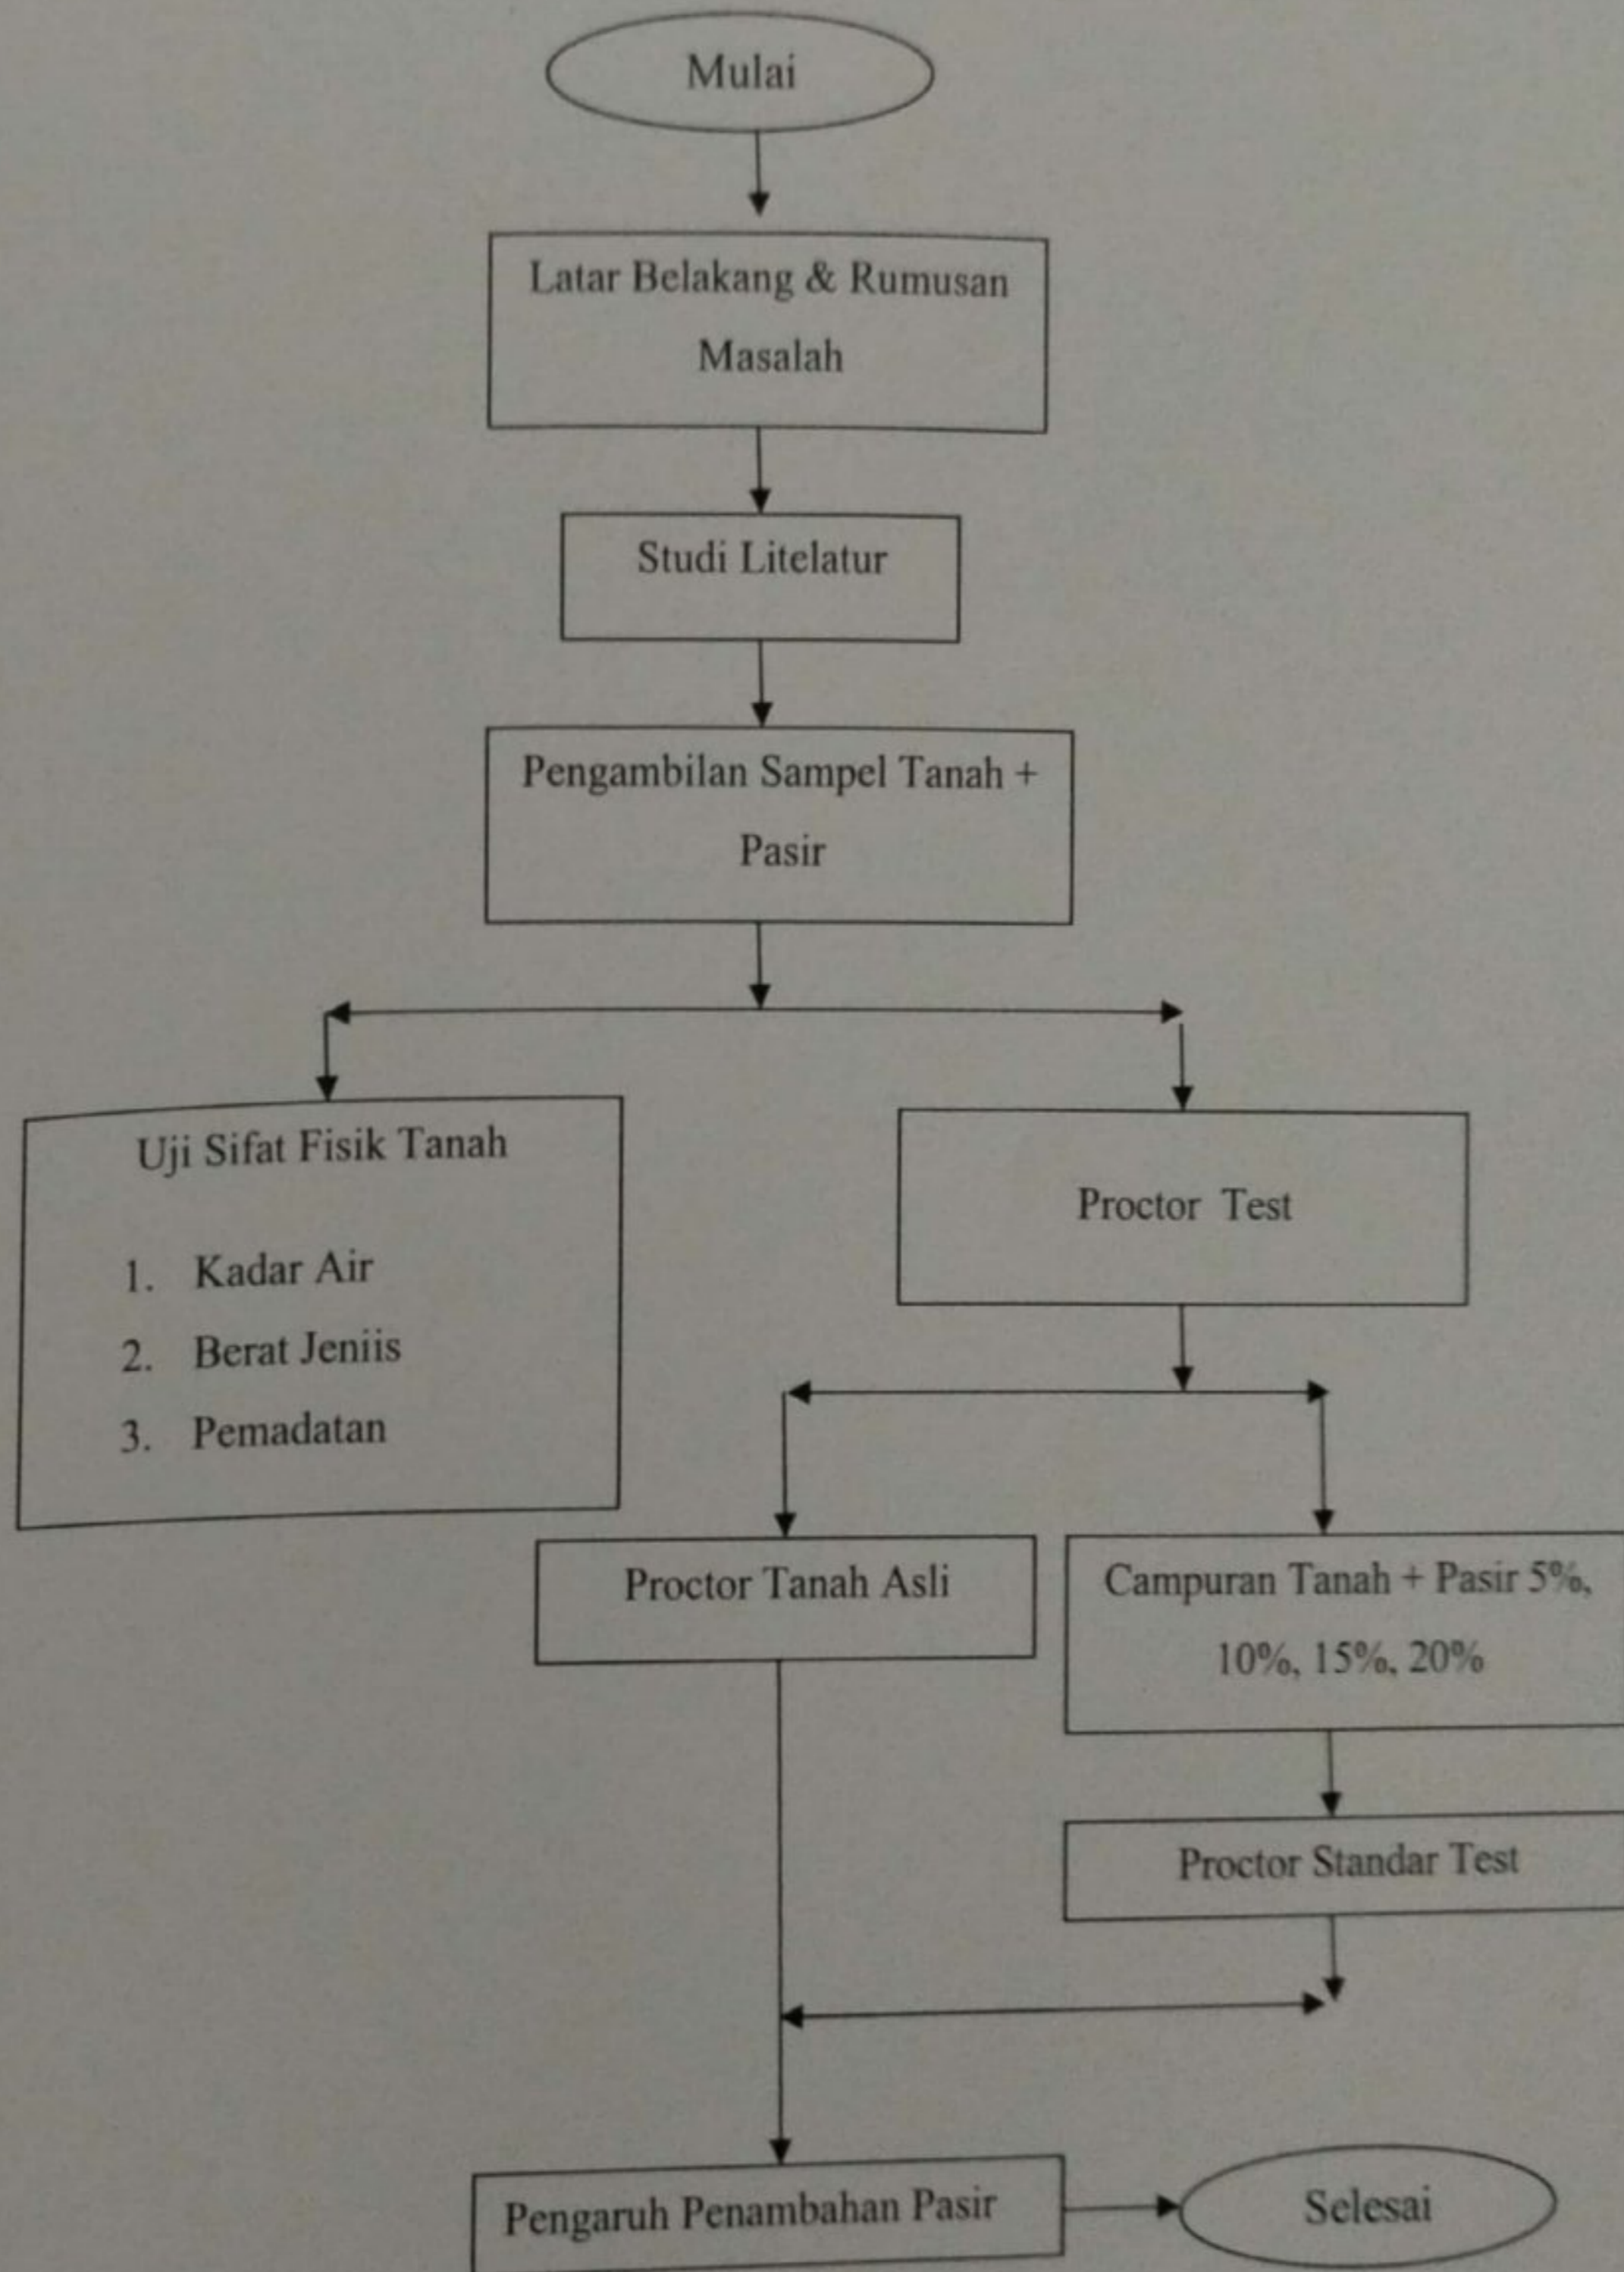 Mulai
Latar Belakang & Rumusan
Masalah
Studi Litelatur
Pengambilan Sampel Tanah +
Pasir
Uji Sifat Fisik Tanah
1. Kadar Air
2. Berat Jeniis
3. Pemadatan
Proctor Test
Proctor Tanah Asli
Campuran Tanah + Pasir 5%,
10%, 15%, 20%
Proctor Standar Test
Pengaruh Penambahan Pasir
Selesai